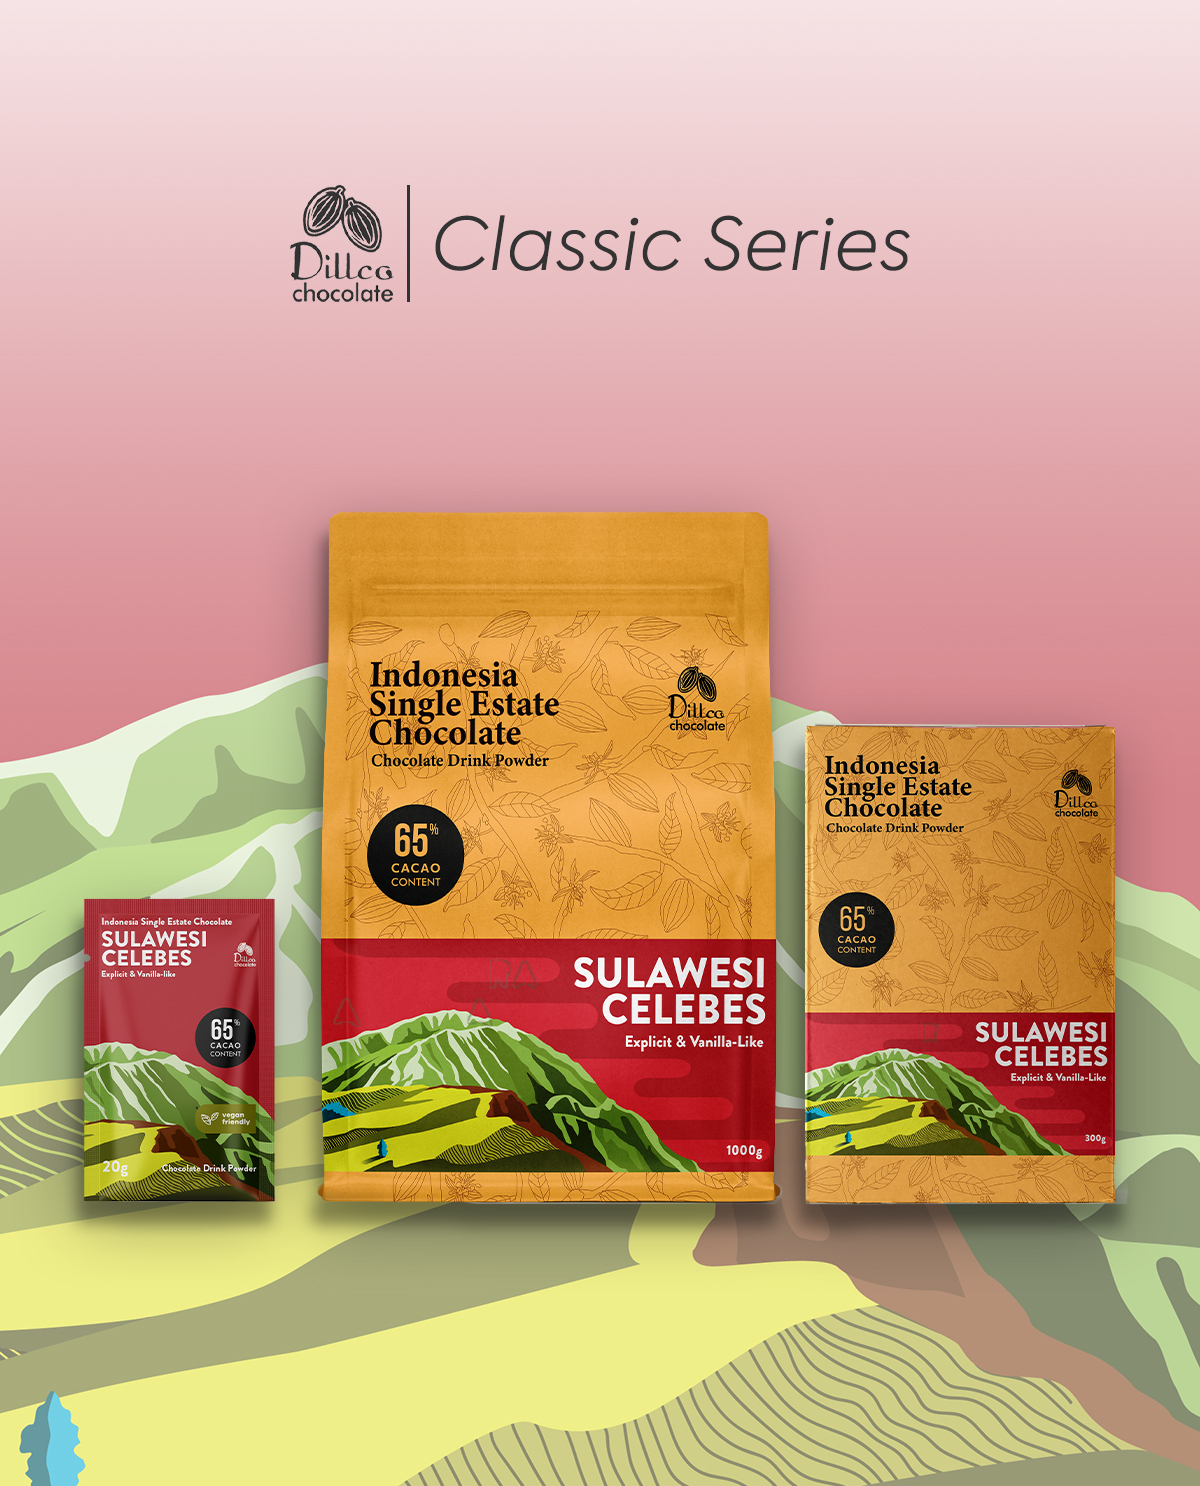 Dillco
chocolate
Classic Series
Indonesia Single Estate Chocolate
SULAWESI
CELEBES
Explicit & Vanilla-like
Dillco
chocolate
65%
CACAO
CONTENT
vegan
friendly
20g
Chocolate Drink Powder
Indonesia
Single Estate
Chocolate
Chocolate Drink Powder
Dillco
chocolate
65%
CACAO
CONTENT
SULAWESI
CELEBES
Explicit & Vanilla-Like
1000g
Indonesia
Single Estate
Chocolate
Chocolate Drink Powder
Dillco
chocolate
65%
CACAO
CONTENT
SULAWESI
CELEBES
Explicit & Vanilla-Like
300g